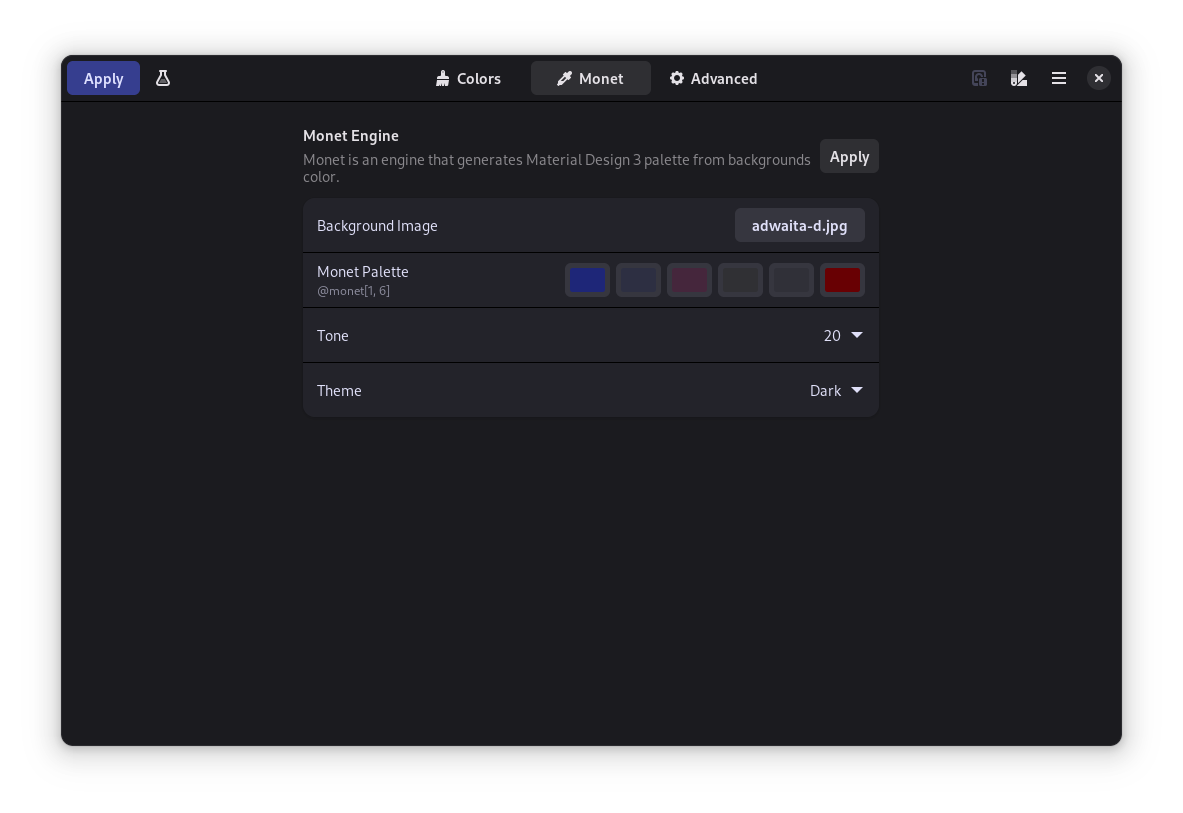 Apply
Colors
Monet
Advanced
Monet Engine
Monet is an engine that generates Material Design 3 palette from backgrounds
color.
Apply
Background Image
adwaita-d.jpg
Monet Palette
@monet[1, 6]
Tone
20
Theme
Dark